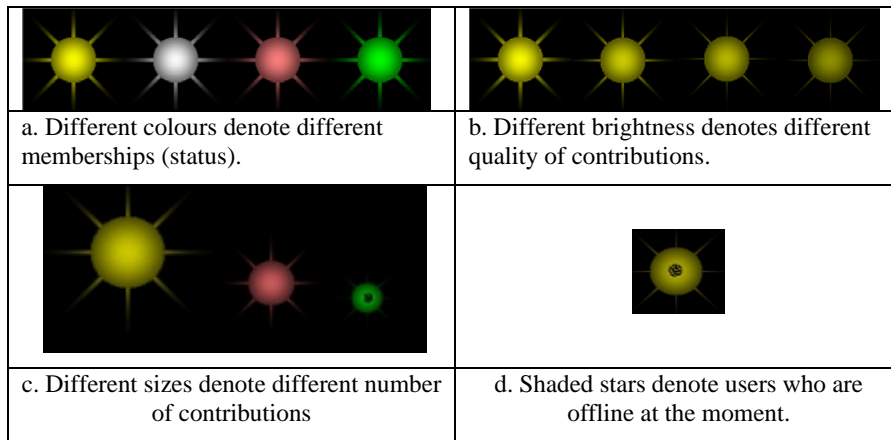 a. Different colours denote different
memberships (status).
b. Different brightness denotes different
quality of contributions.
c. Different sizes denote different number
of contributions
d. Shaded stars denote users who are
offline at the moment.